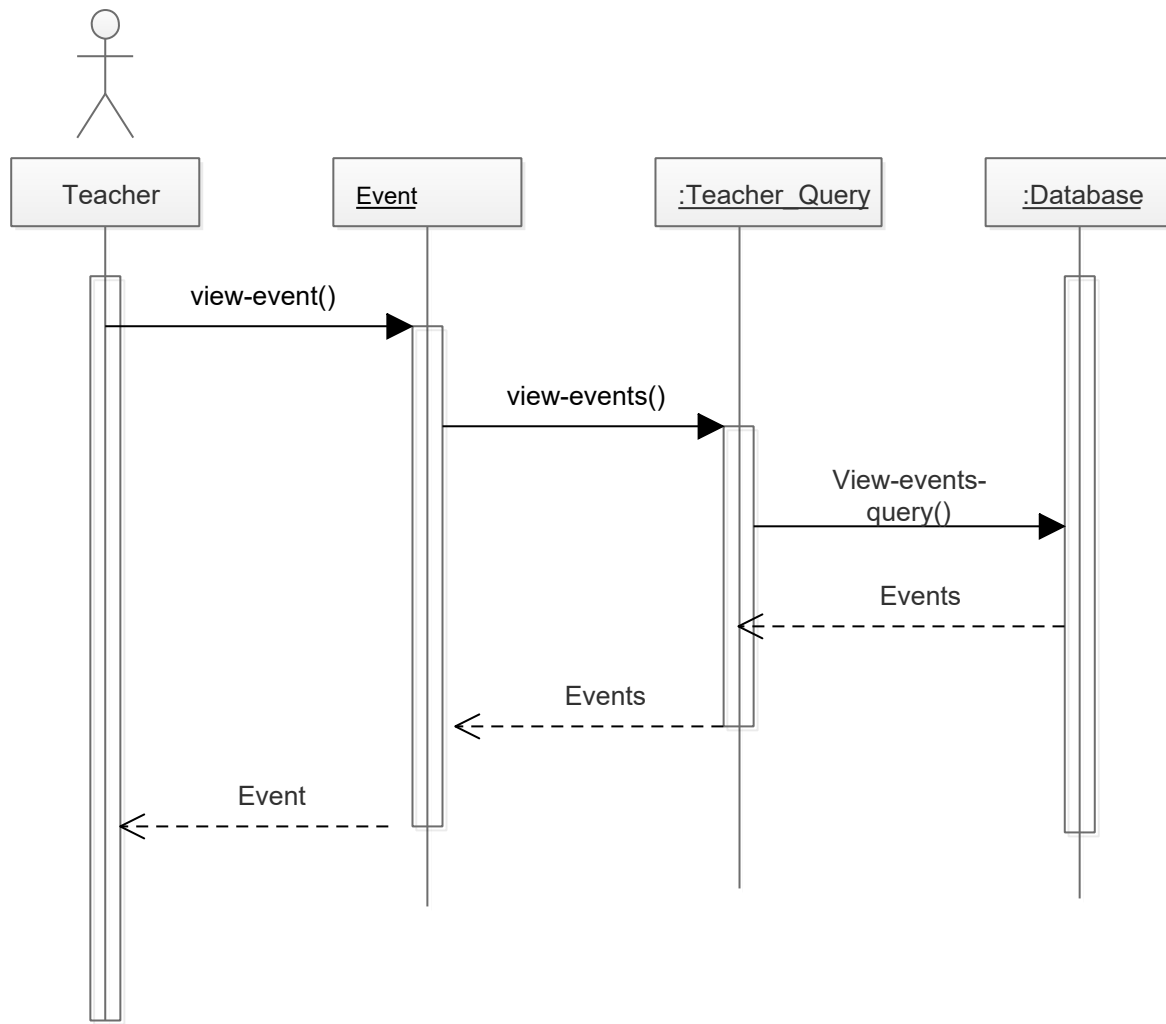 Teacher
Event
:Teacher_Query
:Database
view-event()
view-events()
View-events-
query()
Events
Events
Event